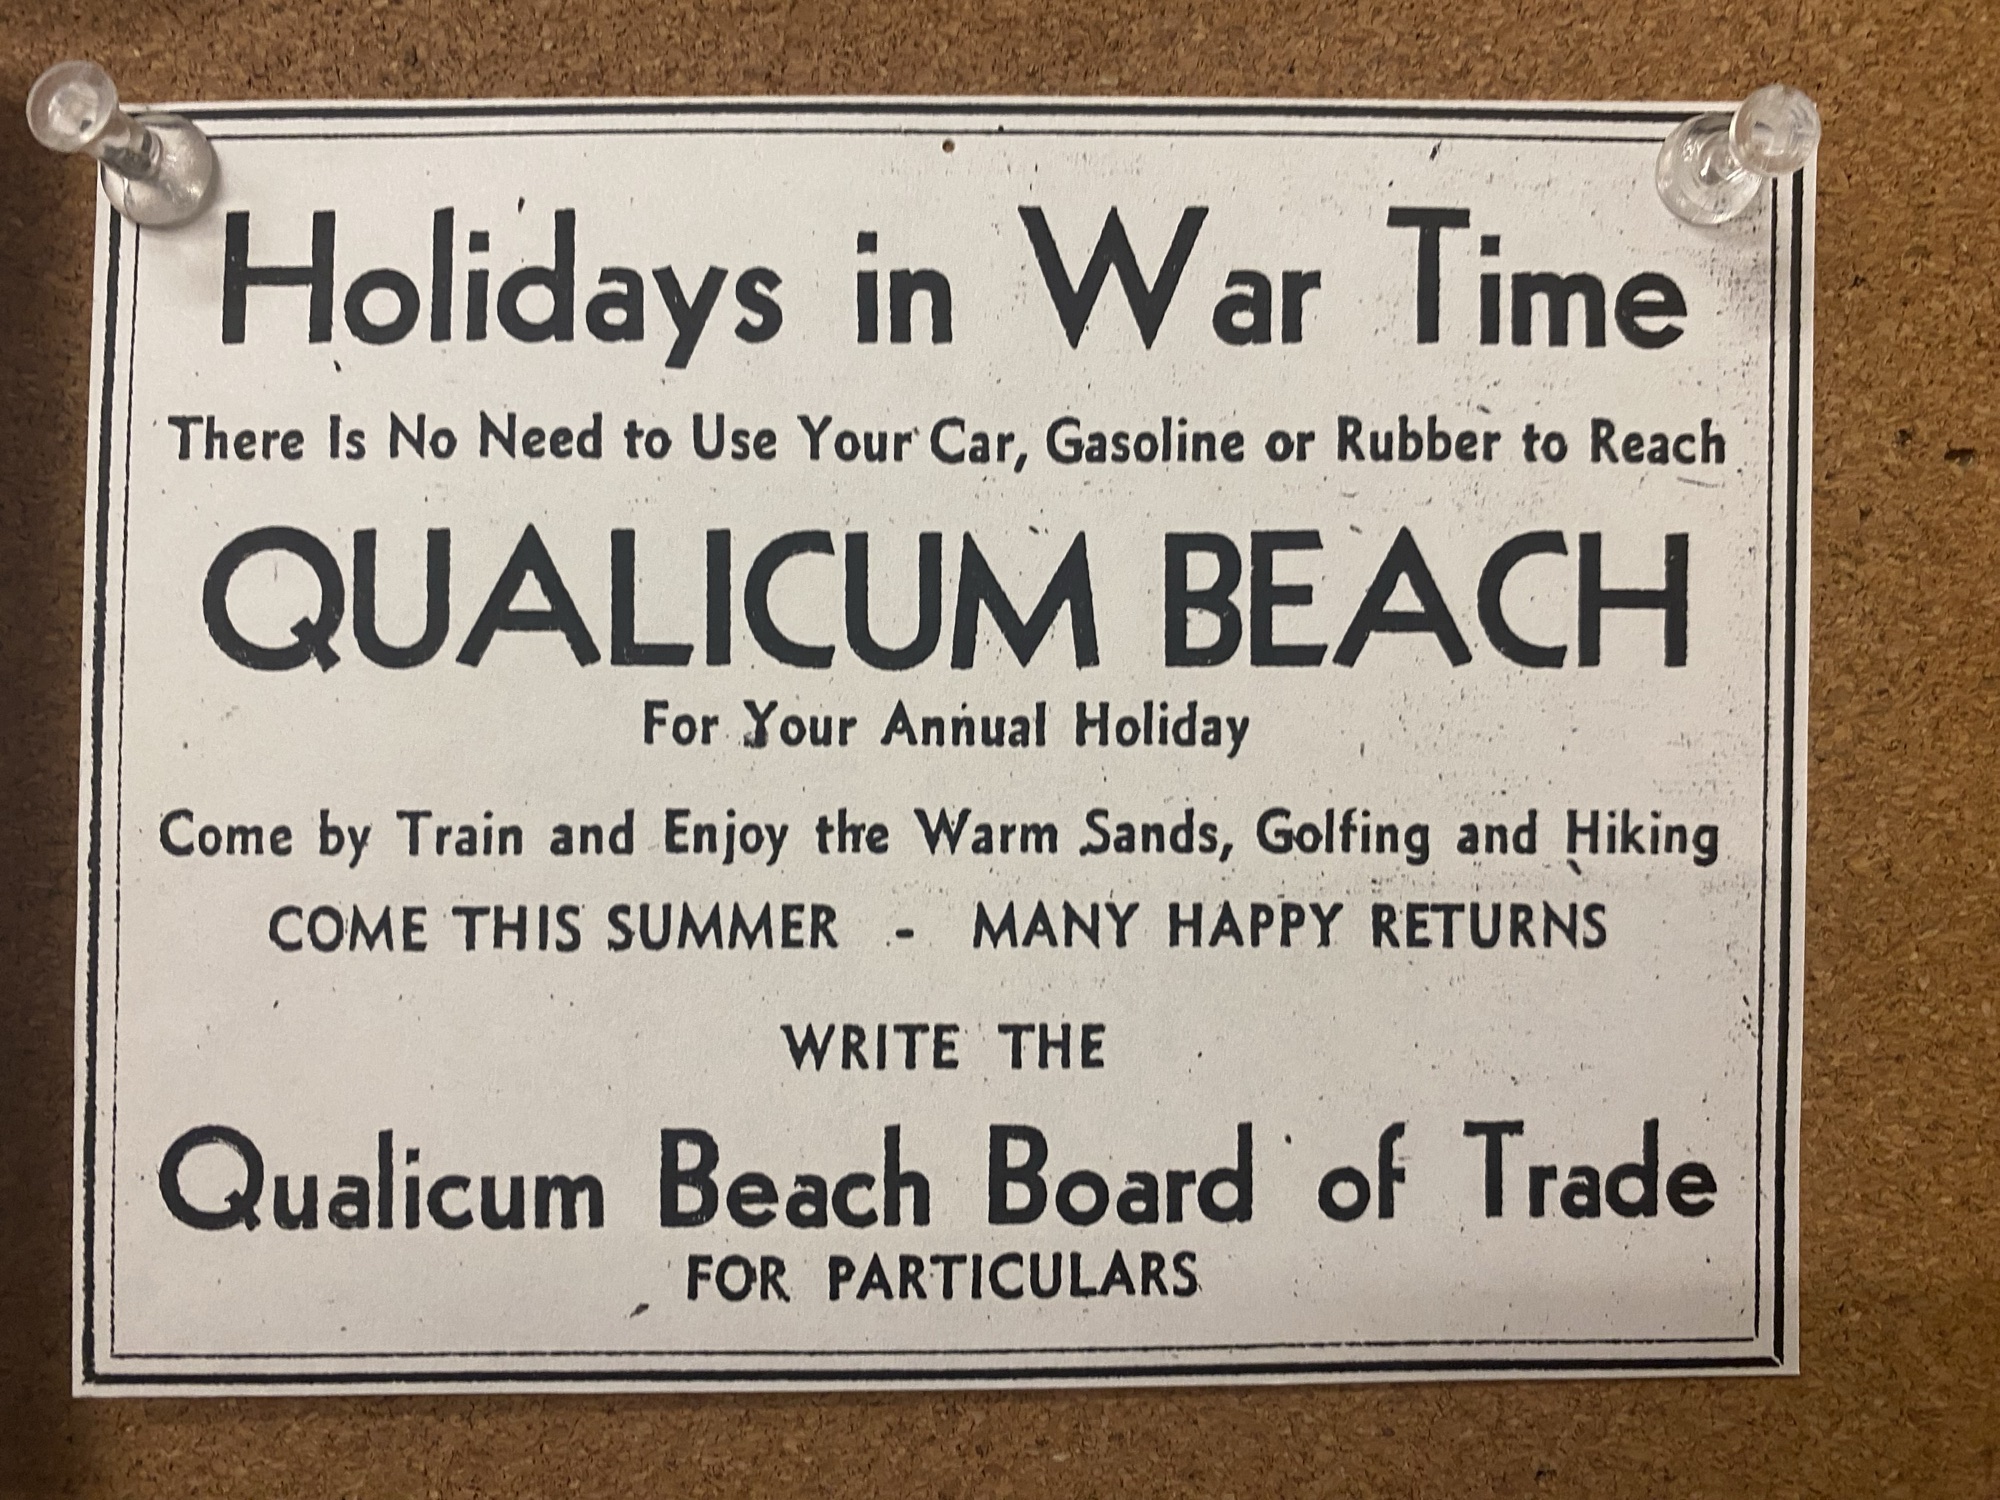 Holidays in War Time
There Is No Need to Use Your Car, Gasoline or Rubber to Reach
QUALICUM BEACH
For Your Annual Holiday
Come by Train and Enjoy the Warm Sands, Golfing and Hiking
COME THIS SUMMER - MANY HAPPY RETURNS
WRITE THE
Qualicum Beach Board of Trade
FOR PARTICULARS